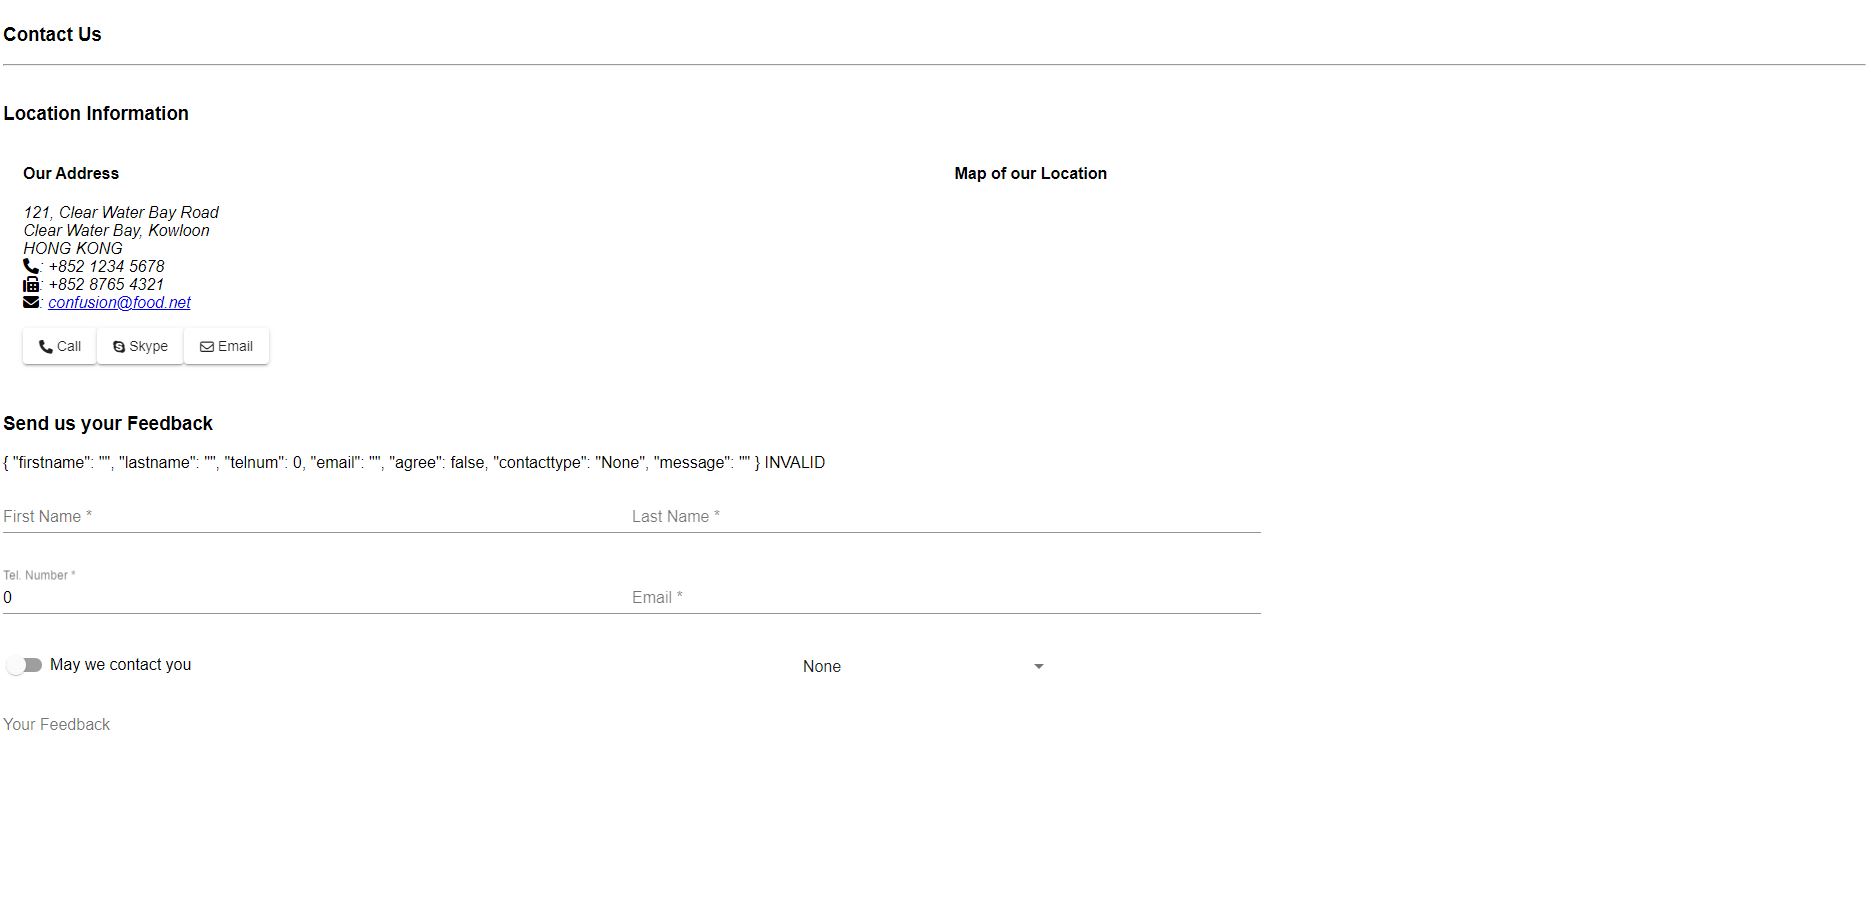 Contact Us
Location Information
Our Address
121, Clear Water Bay Road
Clear Water Bay, Kowloon
HONG KONG
: +852 1234 5678
: +852 8765 4321
: confusion@food.net
Call Skype Email
Map of our Location
Send us your Feedback
{ "firstname": "", "lastname": "", "telnum": 0, "email": "", "agree": false, "contacttype": "None", "message": "" } INVALID
First Name * Last Name *
Tel. Number *
0 Email *
May we contact you None
Your Feedback